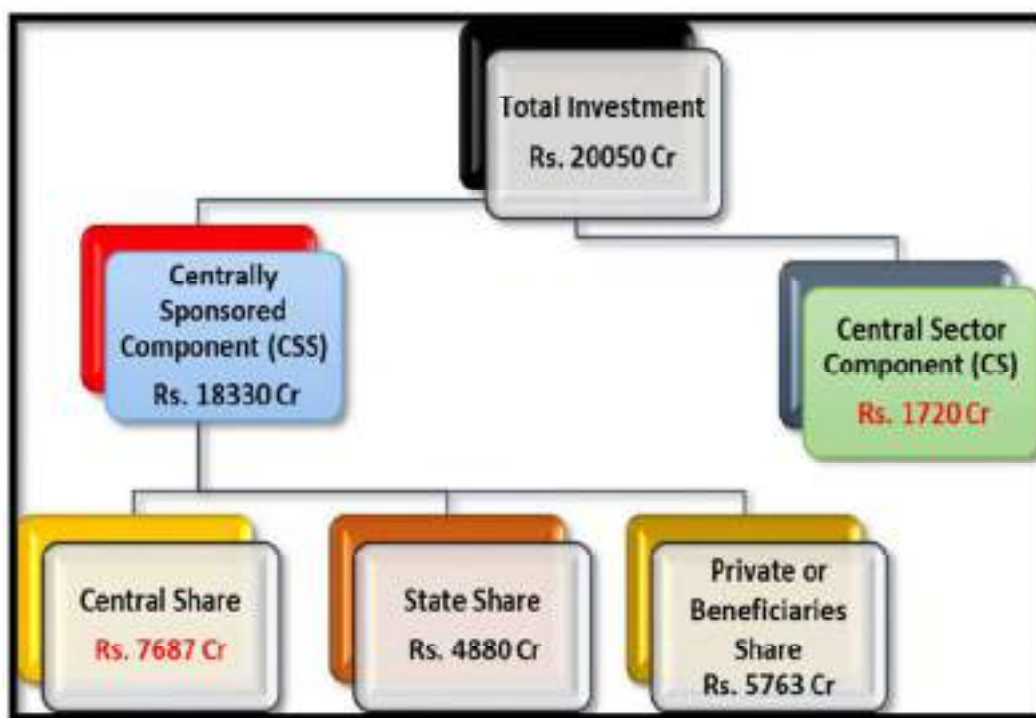 Total Investment
Rs. 20050 Cr
Centrally
Sponsored
Component (CSS)
Rs. 18330 Cr
Central Sector
Component (CS)
Rs. 1720 Cr
Central Share
Rs. 7687 Cr
State Share
Rs. 4880 Cr
Private or
Beneficiaries
Share
Rs. 5763 Cr